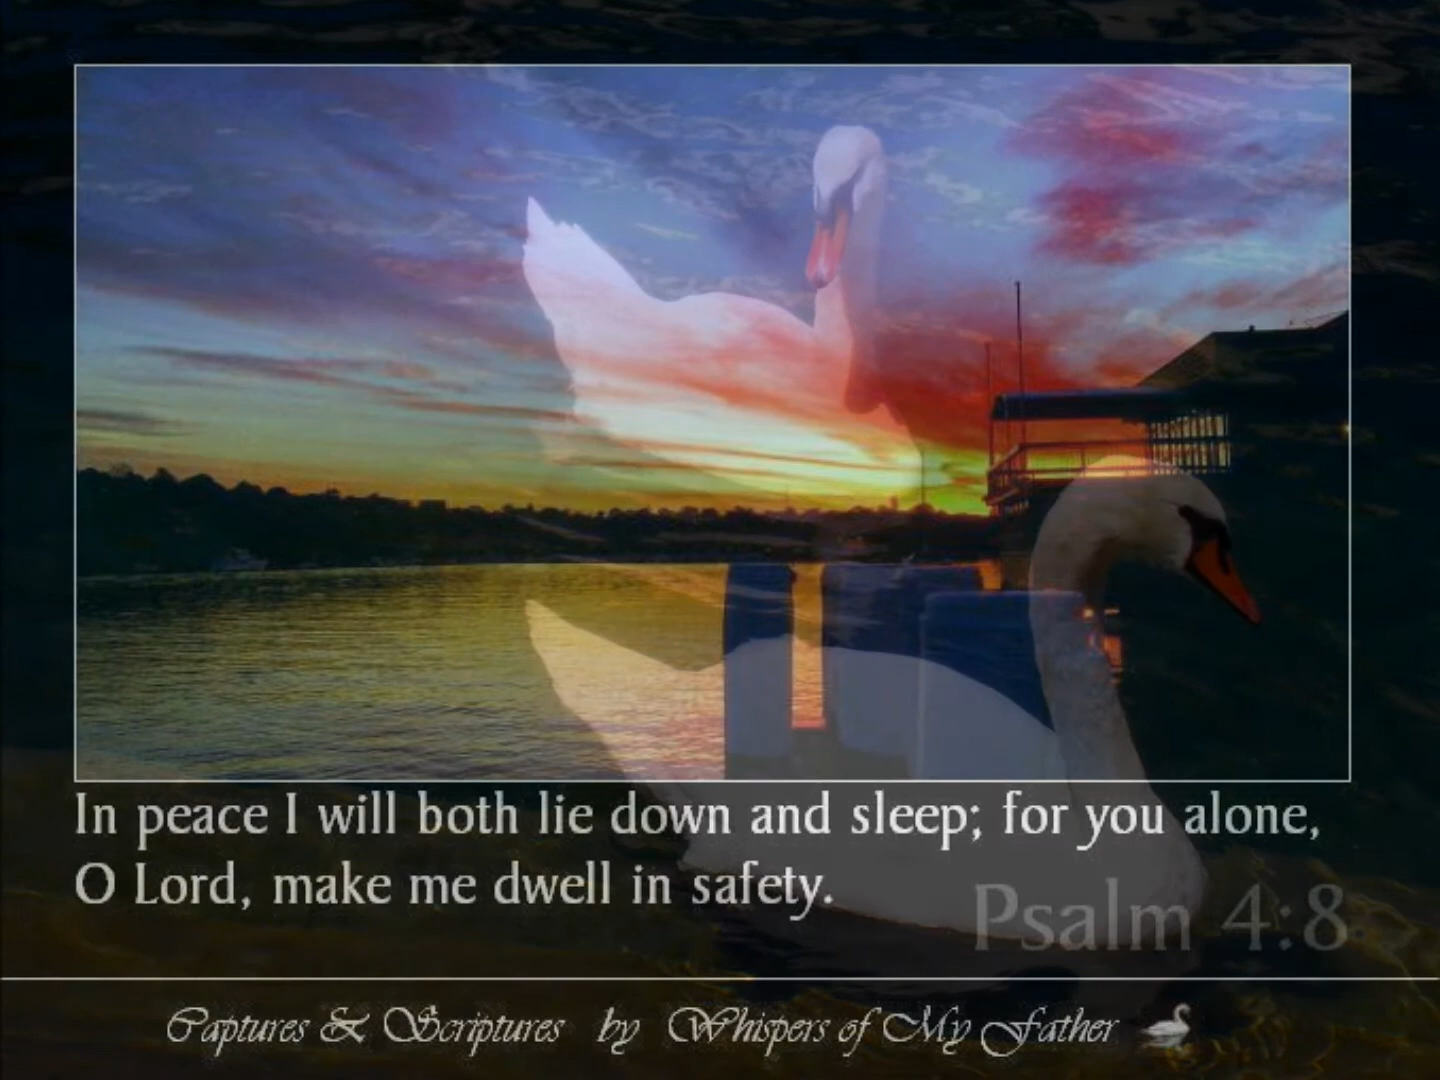 In peace I will both lie down and sleep; for you alone,
O Lord, make me dwell in safety.
Psalm 4:8
Captures & Scriptures by Whispers of My Father